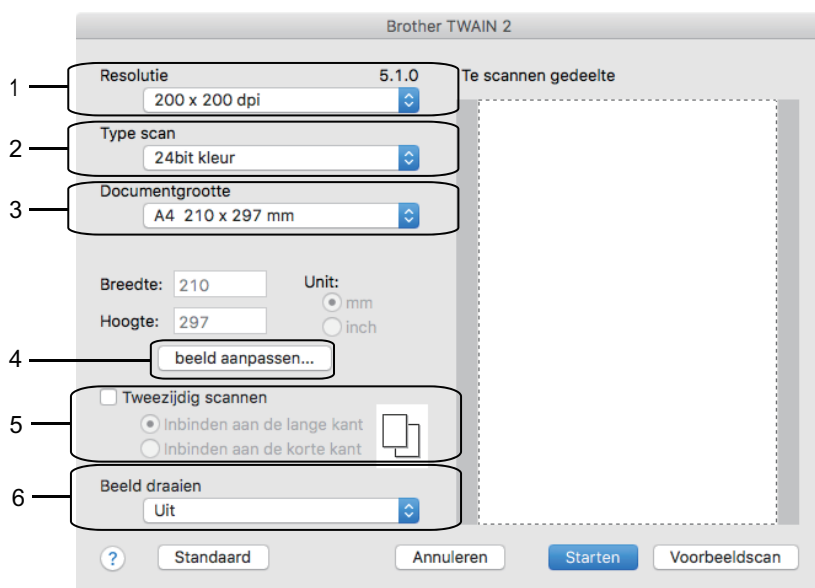 Brother TWAIN 2
1
Resolutie 5.1.0
200 x 200 dpi
2
Type scan
24bit kleur
3
Documentgrootte
A4 210 x 297 mm
Breedte: 210
Hoogte: 297
Unit:
mm
inch
4
beeld aanpassen...
5
Tweezijdig scannen
Inbinden aan de lange kant
Inbinden aan de korte kant
6
Beeld draaien
Uit
Te scannen gedeelte
? Standaard Annuleren Starten Voorbeeldscan